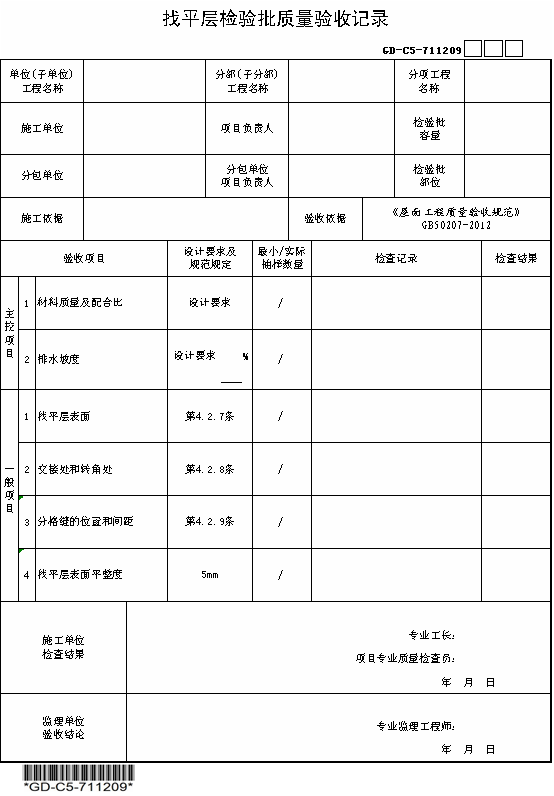 找平层检验批质量验收记录
GD-C5-711209
单位(子单位)
工程名称
分部(子分部)
工程名称
分项工程
名称
施工单位
项目负责人
检验批
容量
分包单位
分包单位
项目负责人
检验批
部位
施工依据
验收依据
《屋面工程质量验收规范》
GB50207-2012
验收项目
设计要求及
规范规定
最小/实际
抽样数量
检查记录
检查结果
主控项目
1 材料质量及配合比 设计要求 /
2 排水坡度 设计要求 ____ % /
一般项目
1 找平层表面 第4.2.7条 /
2 交接处和转角处 第4.2.8条 /
3 分格缝的位置和间距 第4.2.9条 /
4 找平层表面平整度 5mm /
施工单位
检查结果
专业工长:
项目专业质量检查员:
年 月 日
监理单位
验收结论
专业监理工程师:
年 月 日
*GD-C5-711209*